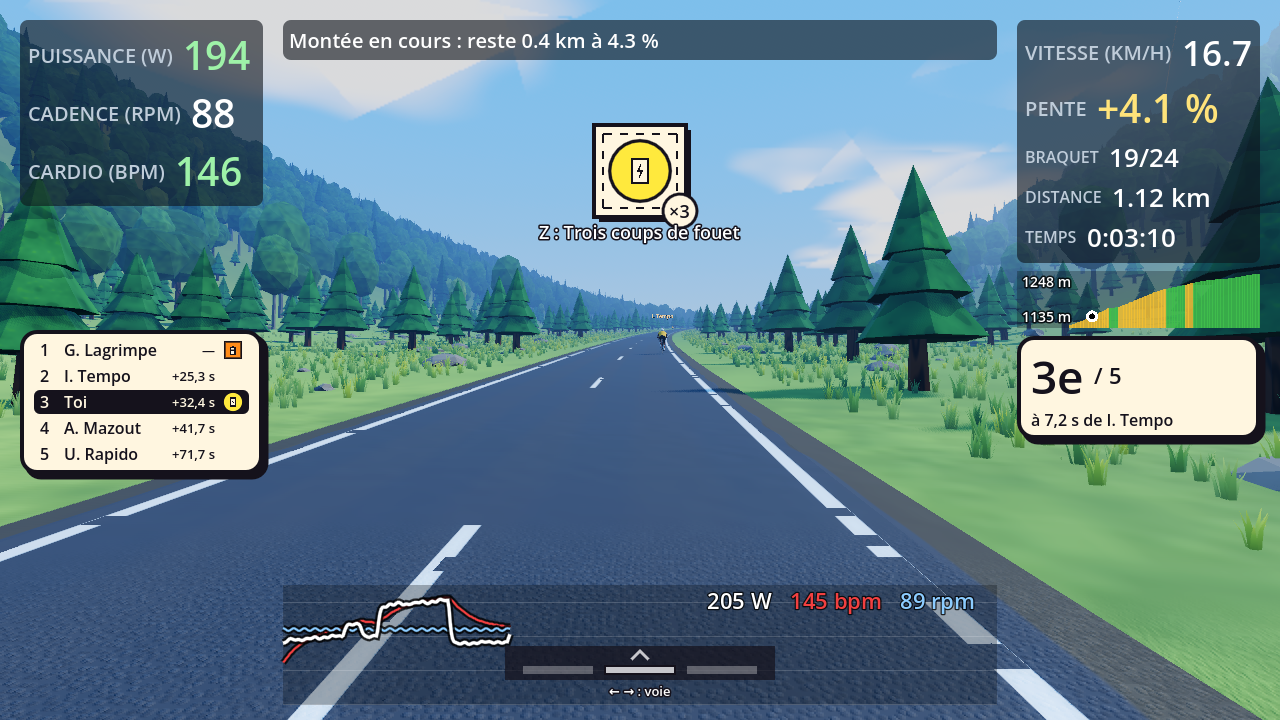 PUISSANCE (W) 194
CADENCE (RPM) 88
CARDIO (BPM) 146
Montée en cours : reste 0.4 km à 4.3 %
×3
Z : Trois coups de fouet
VITESSE (KM/H) 16.7
PENTE +4.1 %
BRAQUET 19/24
DISTANCE 1.12 km
TEMPS 0:03:10
1248 m
1135 m
I. Tempo
1 G. Lagrimpe —
2 I. Tempo +25,3 s
3 Toi +32,4 s
4 A. Mazout +41,7 s
5 U. Rapido +71,7 s
3e / 5
à 7,2 s de I. Tempo
205 W 145 bpm 89 rpm
← → : voie